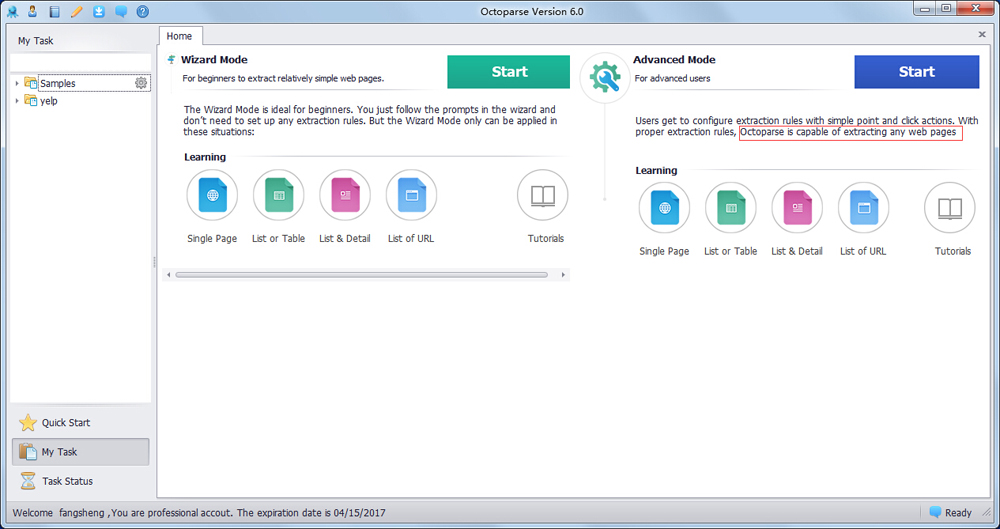 Octoparse Version 6.0
My Task
Home
Samples
yelp
Wizard Mode
For beginners to extract relatively simple web pages.
Start
The Wizard Mode is ideal for beginners. You just follow the prompts in the wizard and
don't need to set up any extraction rules. But the Wizard Mode only can be applied in
these situations:
Learning
Single Page
List or Table
List & Detail
List of URL
Tutorials
Advanced Mode
For advanced users
Start
Users get to configure extraction rules with simple point and click actions. With
proper extraction rules, Octoparse is capable of extracting any web pages
Learning
Single Page
List or Table
List & Detail
List of URL
Tutorials
Quick Start
My Task
Task Status
Welcome fangsheng ,You are professional accout. The expiration date is 04/15/2017
Ready